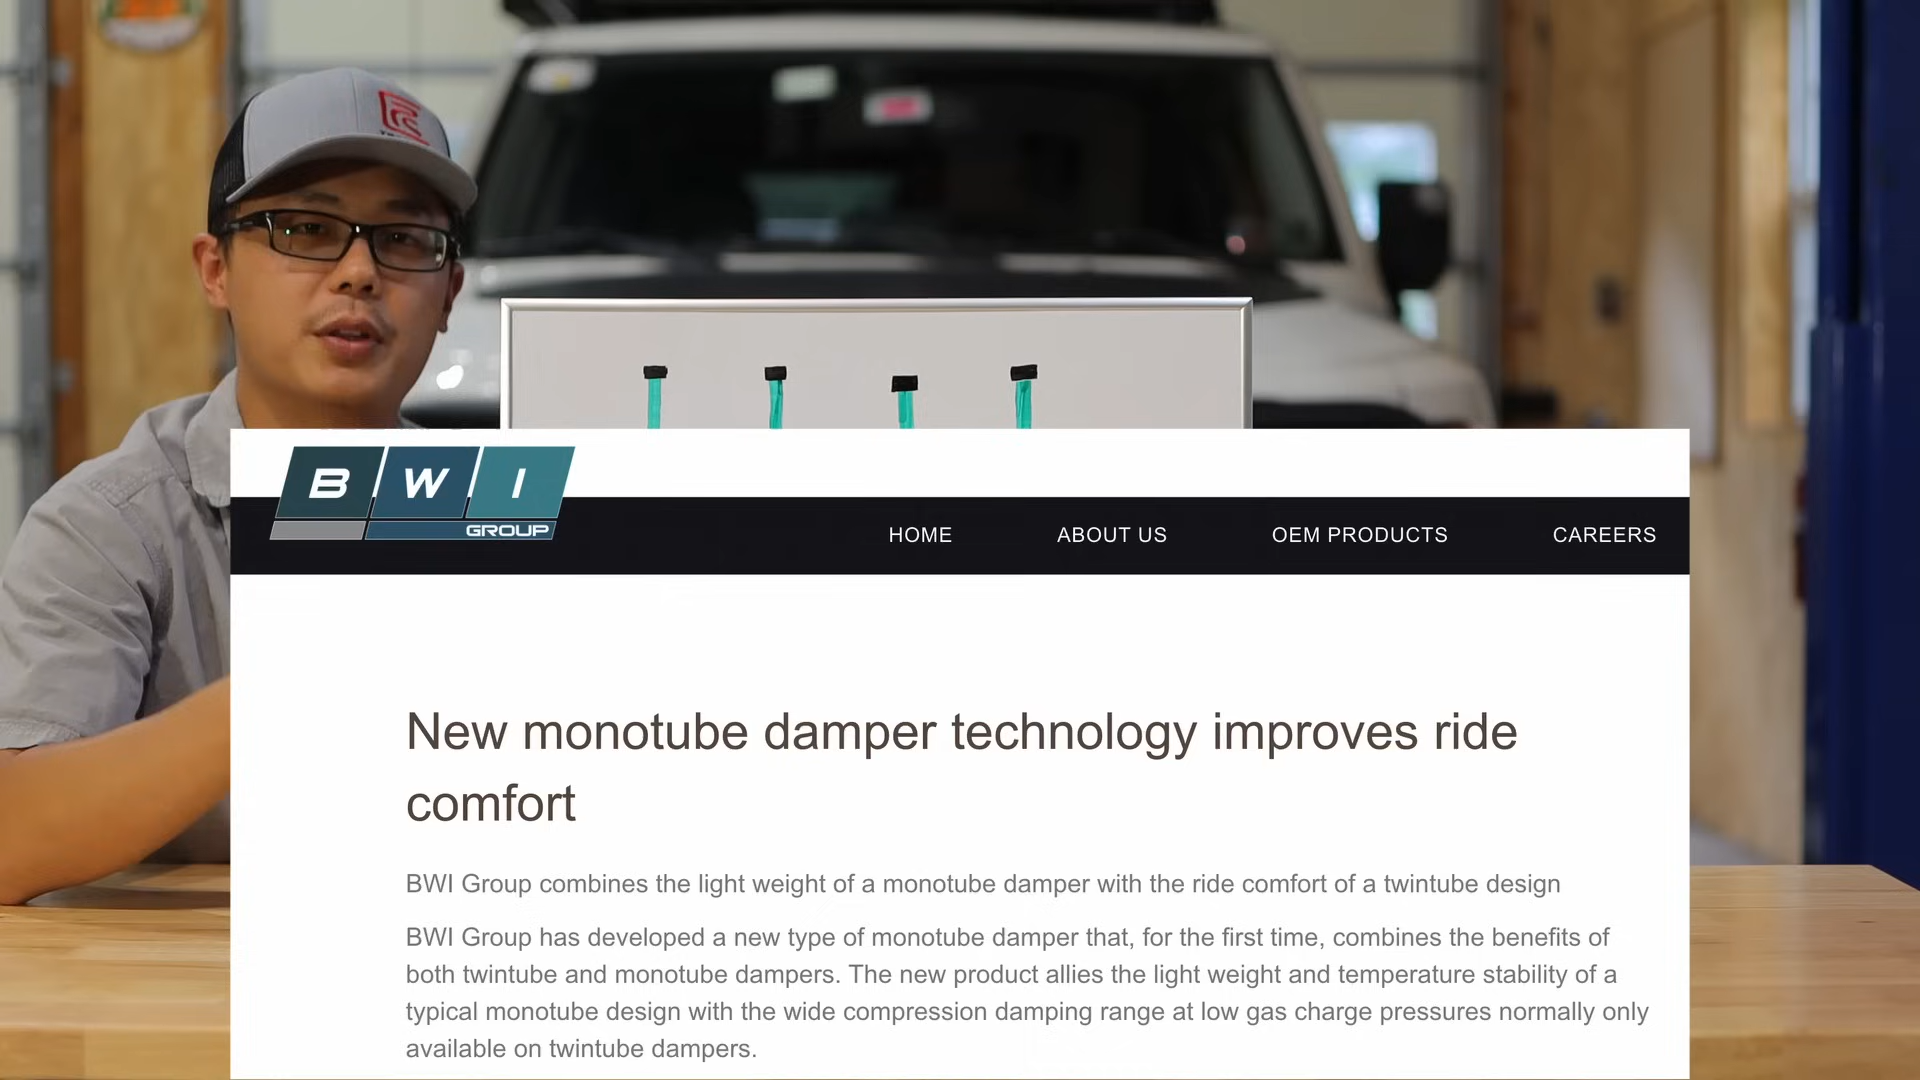 BWI
GROUP
HOME ABOUT US OEM PRODUCTS CAREERS
New monotube damper technology improves ride
comfort
BWI Group combines the light weight of a monotube damper with the ride comfort of a twintube design
BWI Group has developed a new type of monotube damper that, for the first time, combines the benefits of
both twintube and monotube dampers. The new product allies the light weight and temperature stability of a
typical monotube design with the wide compression damping range at low gas charge pressures normally only
available on twintube dampers.